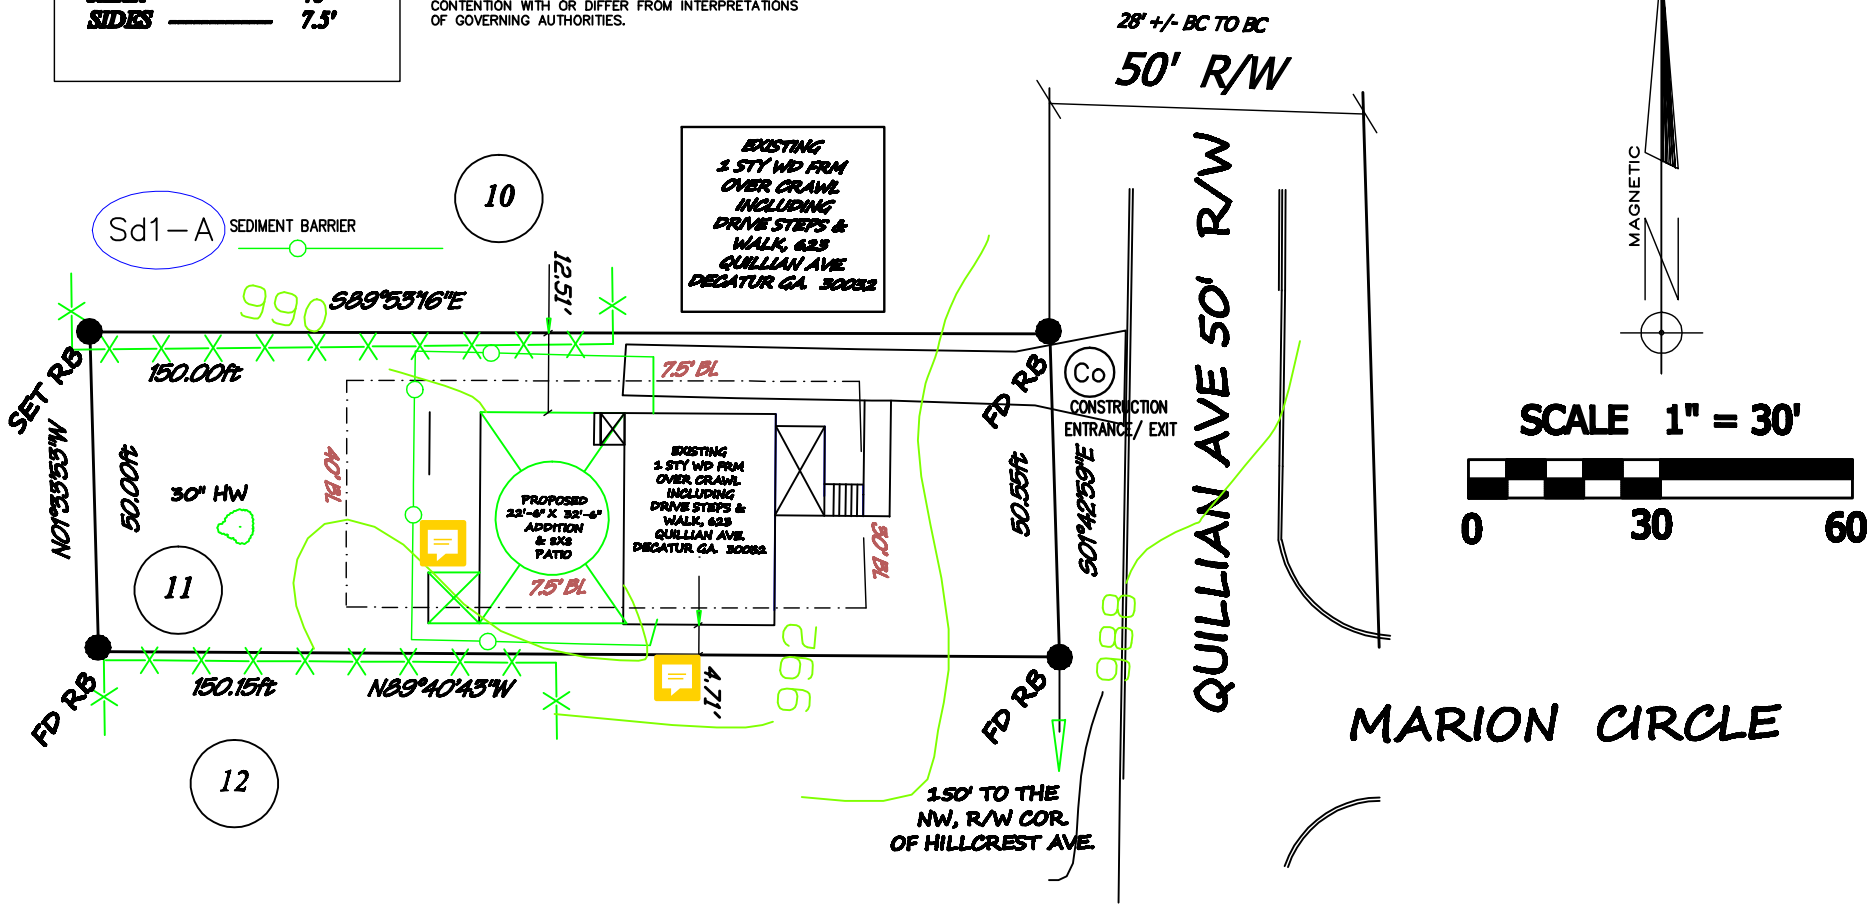 SIDES 7.5'
CONTENTION WITH OR DIFFER FROM INTERPRETATIONS
OF GOVERNING AUTHORITIES.
28' +/- BC TO BC
50' R/W
MAGNETIC
EXISTING
1 STY WD FRM
OVER CRAWL
INCLUDING
DRIVE STEPS &
WALK, 623
QUILLIAN AVE
DECATUR GA. 30032
10
Sd1-A
SEDIMENT BARRIER
12.51'
990
S89°53'16"E
SET RB
150.00ft
7.5' BL
FD RB
Co
CONSTRUCTION
ENTRANCE/ EXIT
QUILLIAN AVE 50' R/W
SCALE 1" = 30'
0 30 60
N01°33'53"W
50.00ft
30" HW
40' BL
PROPOSED
22'-6" X 32'-6"
ADDITION
& 8X8
PATIO
7.5' BL
EXISTING
1 STY WD FRM
OVER CRAWL
INCLUDING
DRIVE STEPS &
WALK, 623
QUILLIAN AVE.
DECATUR GA. 30032
30' BL
50.55ft
S01°42'59"E
11
988
992
4.71'
FD RB
150.15ft
N89°40'43"W
FD RB
MARION CIRCLE
12
150' TO THE
NW, R/W COR
OF HILLCREST AVE.